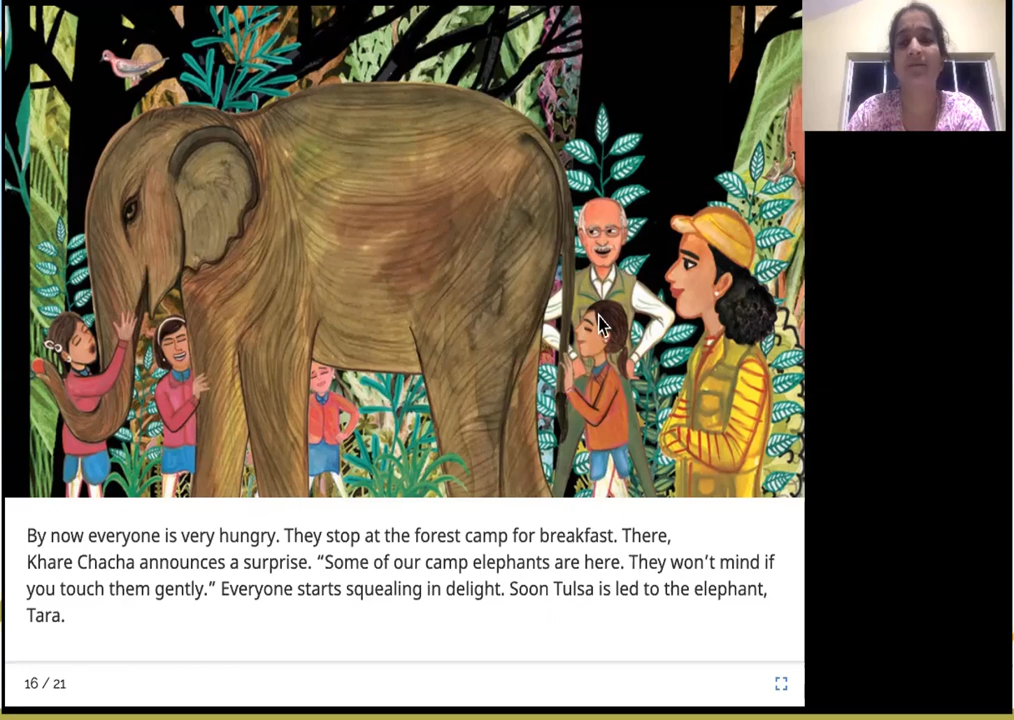 By now everyone is very hungry. They stop at the forest camp for breakfast. There,
Khare Chacha announces a surprise. “Some of our camp elephants are here. They won’t mind if
you touch them gently.” Everyone starts squealing in delight. Soon Tulsa is led to the elephant,
Tara.
16 / 21